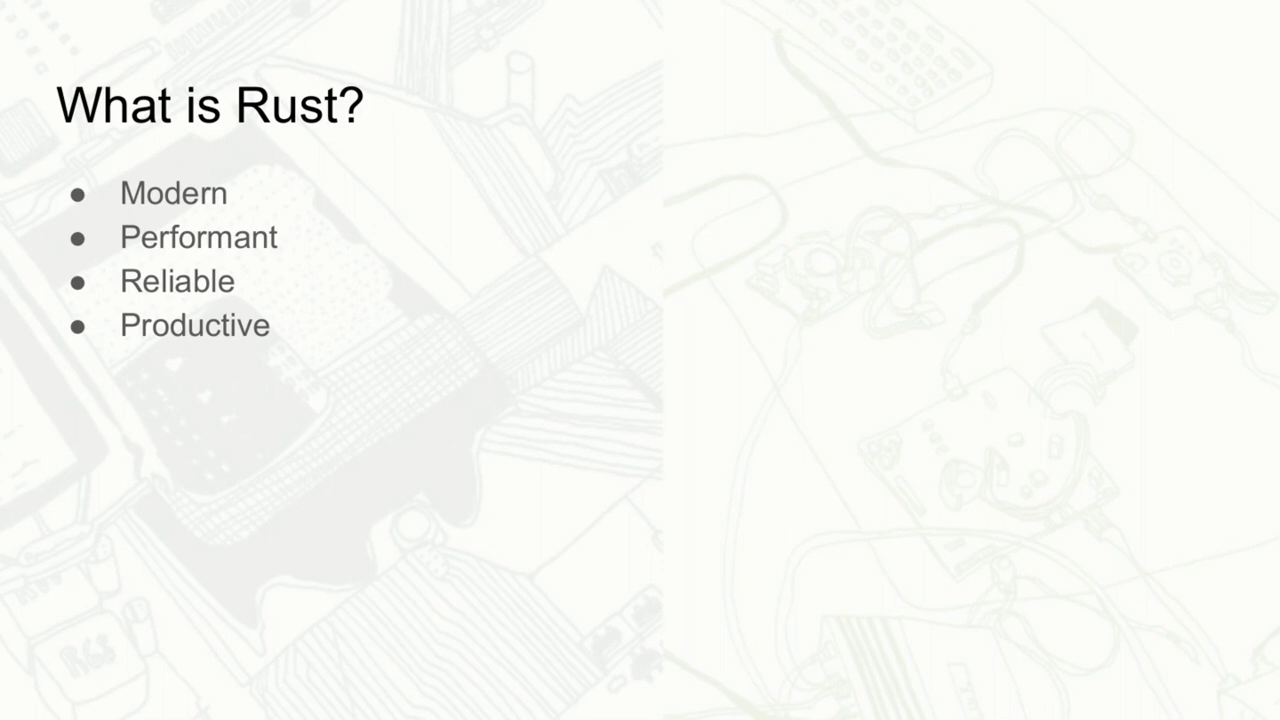 What is Rust?
● Modern
● Performant
● Reliable
● Productive